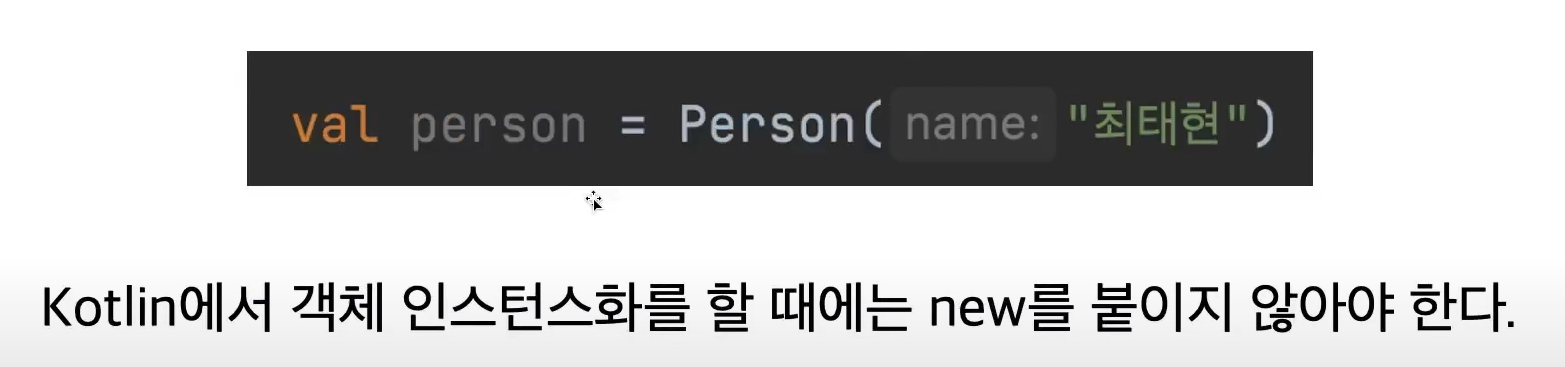 val person = Person( name: "최태현")
Kotlin에서 객체 인스턴스화를 할 때에는 new를 붙이지 않아야 한다.